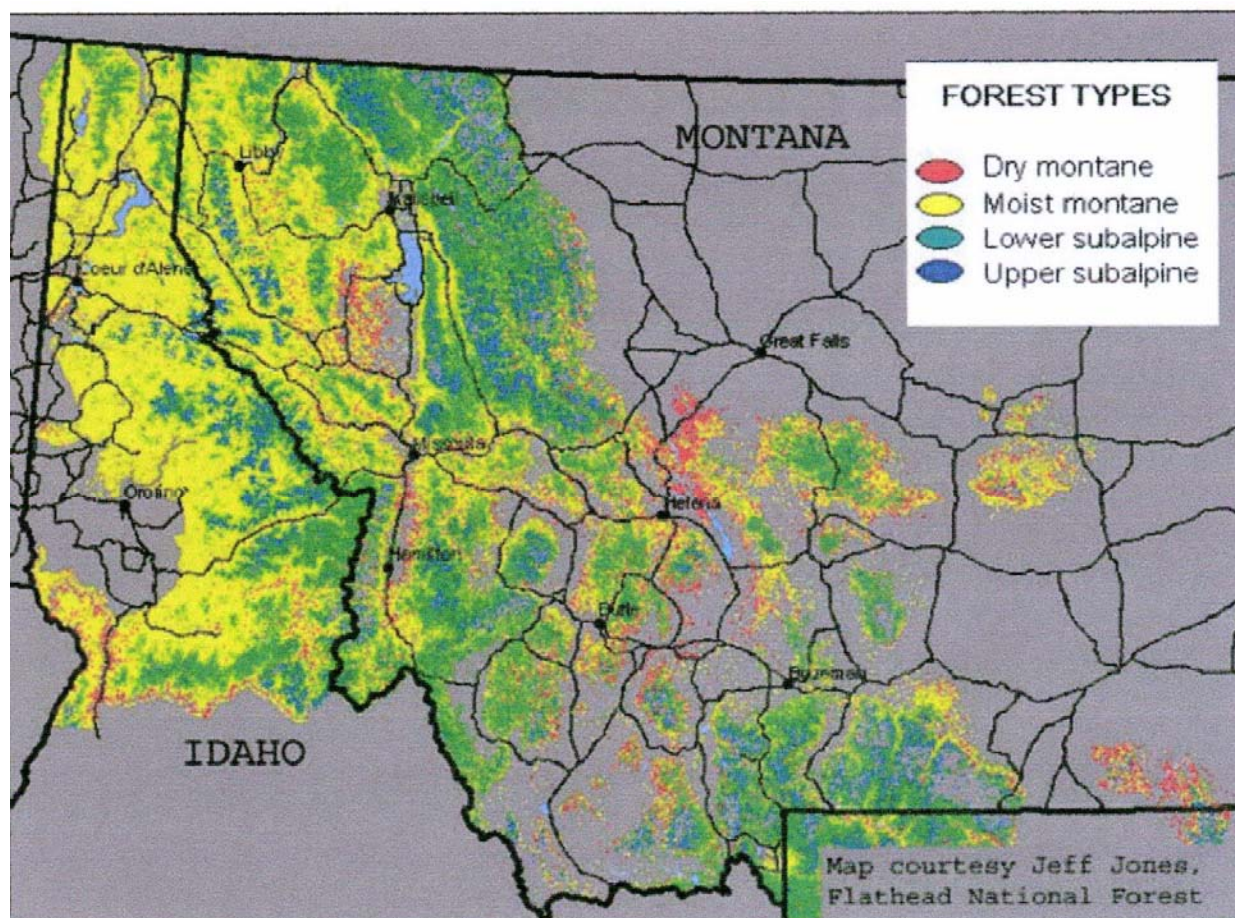 FOREST TYPES
Dry montane
Moist montane
Lower subalpine
Upper subalpine
MONTANA
Libby
Kalispell
Coeur d'Alene
Great Falls
Missoula
Orofino
Helena
Hamilton
Butte
Bozeman
IDAHO
Map courtesy Jeff Jones,
Flathead National Forest